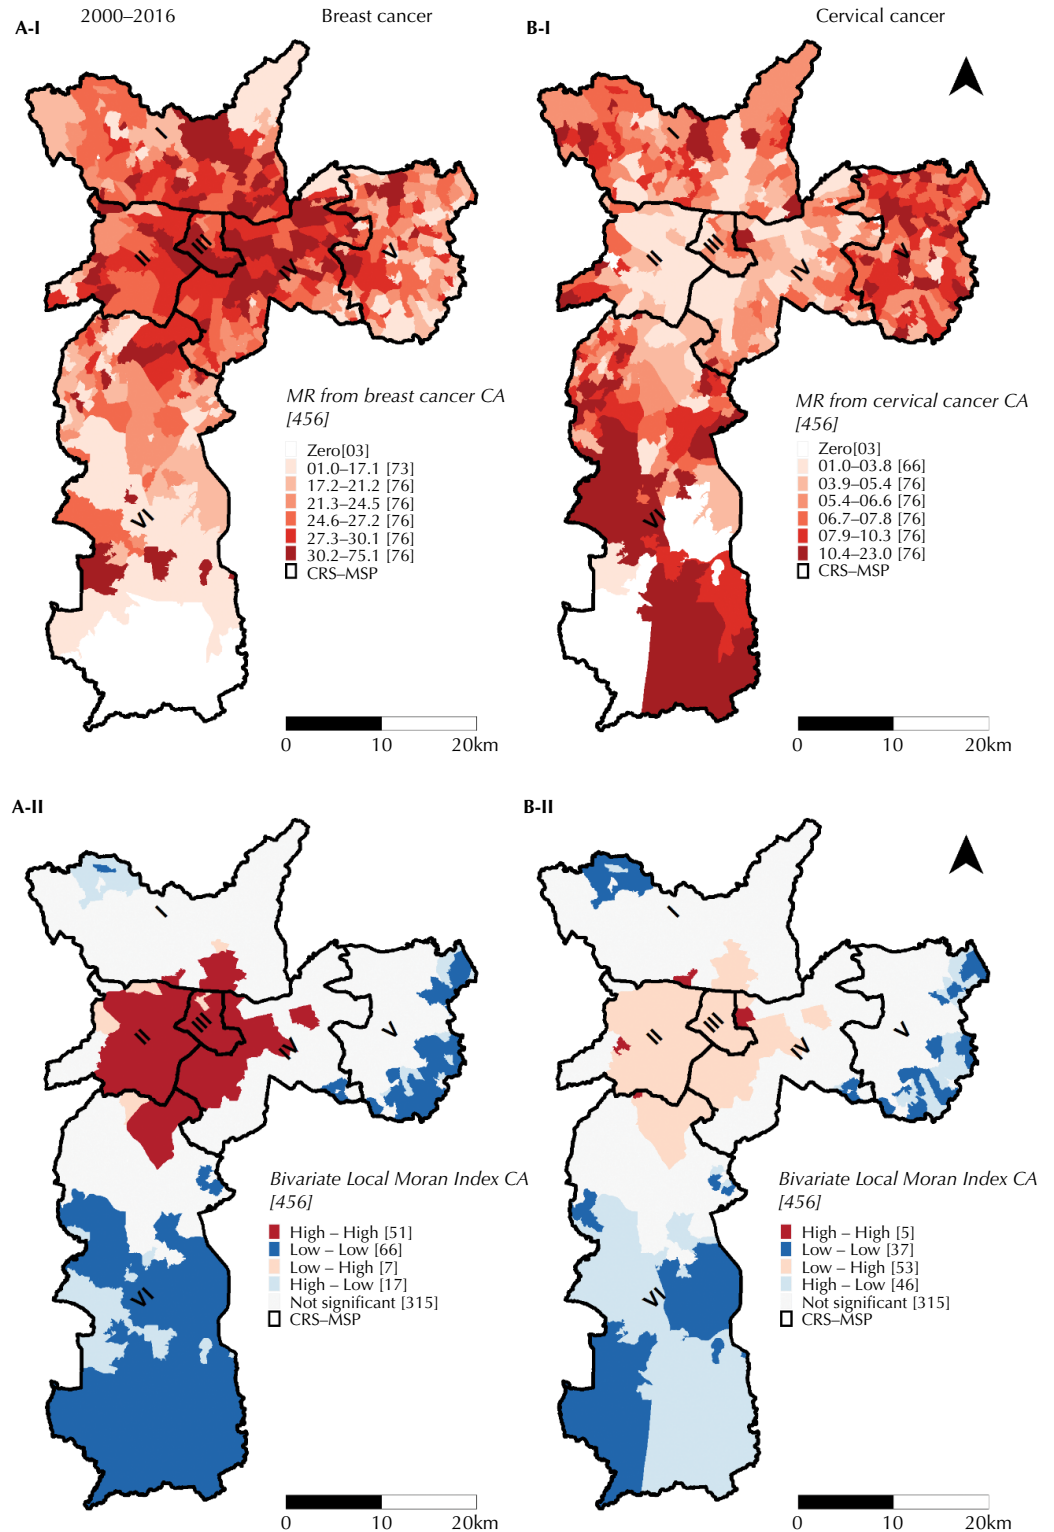 2000–2016
Breast cancer
Cervical cancer
A-I
B-I
I
II
III
IV
V
VI
I
II
III
IV
V
VI
MR from breast cancer CA
[456]
Zero[03]
01.0–17.1 [73]
17.2–21.2 [76]
21.3–24.5 [76]
24.6–27.2 [76]
27.3–30.1 [76]
30.2–75.1 [76]
CRS–MSP
MR from cervical cancer CA
[456]
Zero[03]
01.0–03.8 [66]
03.9–05.4 [76]
05.4–06.6 [76]
06.7–07.8 [76]
07.9–10.3 [76]
10.4–23.0 [76]
CRS–MSP
0 10 20km
0 10 20km
A-II
B-II
I
II
III
IV
V
VI
I
II
III
IV
V
VI
Bivariate Local Moran Index CA
[456]
High – High [51]
Low – Low [66]
Low – High [7]
High – Low [17]
Not significant [315]
CRS–MSP
Bivariate Local Moran Index CA
[456]
High – High [5]
Low – Low [37]
Low – High [53]
High – Low [46]
Not significant [315]
CRS–MSP
0 10 20km
0 10 20km